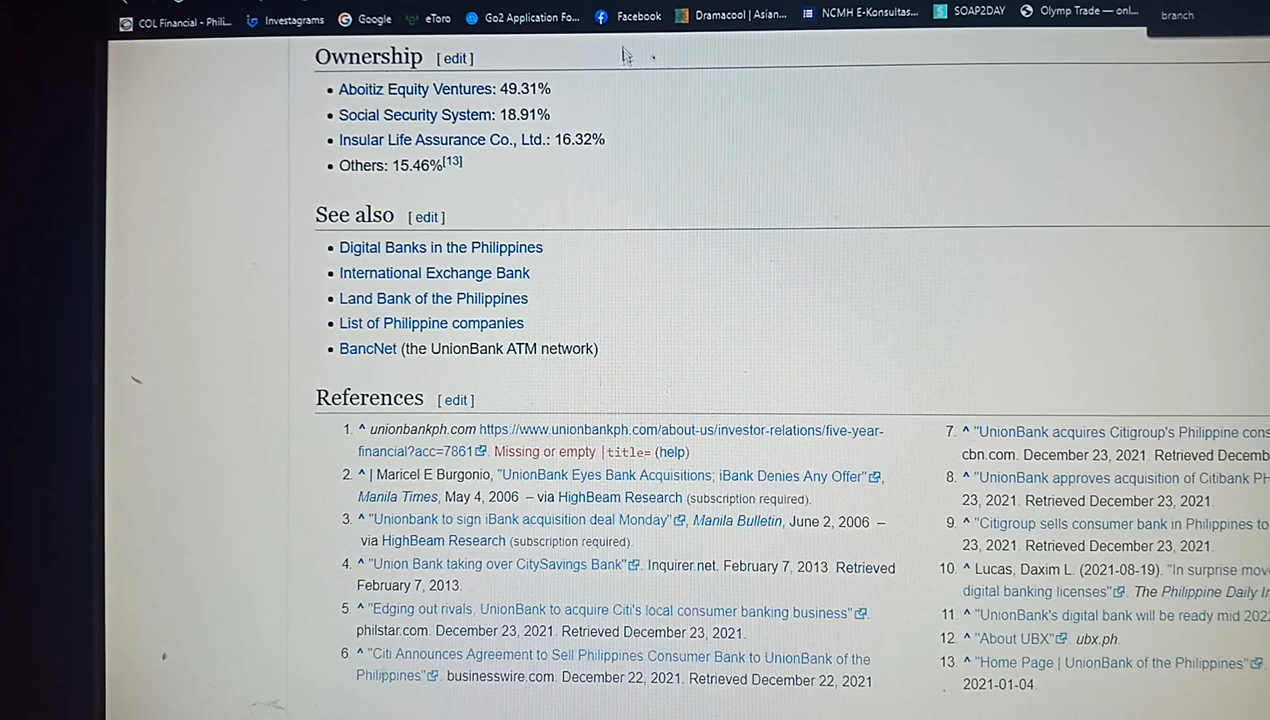 COL Financial - Phili...
Investagrams
Google
eToro
Go2 Application Fo...
Facebook
Dramacool | Asian...
NCMH E-Konsultas...
SOAP2DAY
Olymp Trade — onl...
branch
Ownership [ edit ]
• Aboitiz Equity Ventures: 49.31%
• Social Security System: 18.91%
• Insular Life Assurance Co., Ltd.: 16.32%
• Others: 15.46%[13]
See also [ edit ]
• Digital Banks in the Philippines
• International Exchange Bank
• Land Bank of the Philippines
• List of Philippine companies
• BancNet (the UnionBank ATM network)
References [ edit ]
1. ^ unionbankph.com https://www.unionbankph.com/about-us/investor-relations/five-year-
financial?acc=7861. Missing or empty |title= (help)
2. ^ | Maricel E Burgonio, "UnionBank Eyes Bank Acquisitions; iBank Denies Any Offer",
Manila Times, May 4, 2006 – via HighBeam Research (subscription required).
3. ^ "Unionbank to sign iBank acquisition deal Monday", Manila Bulletin, June 2, 2006 –
via HighBeam Research (subscription required).
4. ^ "Union Bank taking over CitySavings Bank". Inquirer.net. February 7, 2013. Retrieved
February 7, 2013.
5. ^ "Edging out rivals, UnionBank to acquire Citi's local consumer banking business".
philstar.com. December 23, 2021. Retrieved December 23, 2021.
6. ^ "Citi Announces Agreement to Sell Philippines Consumer Bank to UnionBank of the
Philippines". businesswire.com. December 22, 2021. Retrieved December 22, 2021
7. ^ "UnionBank acquires Citigroup's Philippine cons
cbn.com. December 23, 2021. Retrieved Decemb
8. ^ "UnionBank approves acquisition of Citibank PH
23, 2021. Retrieved December 23, 2021.
9. ^ "Citigroup sells consumer bank in Philippines to
23, 2021. Retrieved December 23, 2021.
10. ^ Lucas, Daxim L. (2021-08-19). "In surprise mov
digital banking licenses". The Philippine Daily In
11. ^ "UnionBank's digital bank will be ready mid 202
12. ^ "About UBX". ubx.ph.
13. ^ "Home Page | UnionBank of the Philippines".
2021-01-04.